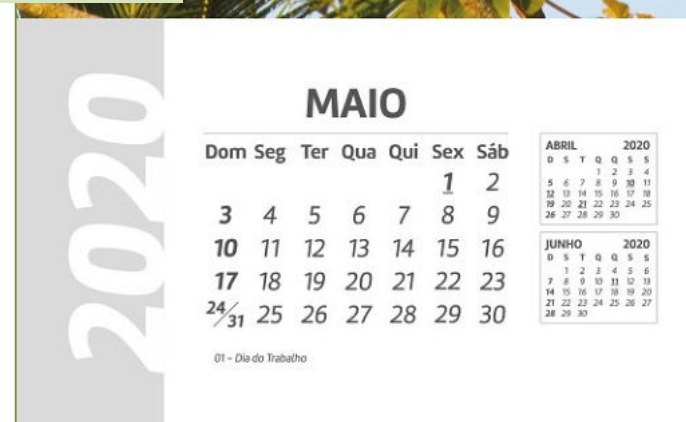 2020
MAIO
Dom Seg Ter Qua Qui Sex Sáb
1 2
3 4 5 6 7 8 9
10 11 12 13 14 15 16
17 18 19 20 21 22 23
24/31 25 26 27 28 29 30
01 – Dia do Trabalho
ABRIL 2020
D S T Q Q S S
1 2 3 4
5 6 7 8 9 10 11
12 13 14 15 16 17 18
19 20 21 22 23 24 25
26 27 28 29 30
JUNHO 2020
D S T Q Q S S
1 2 3 4 5 6
7 8 9 10 11 12 13
14 15 16 17 18 19 20
21 22 23 24 25 26 27
28 29 30